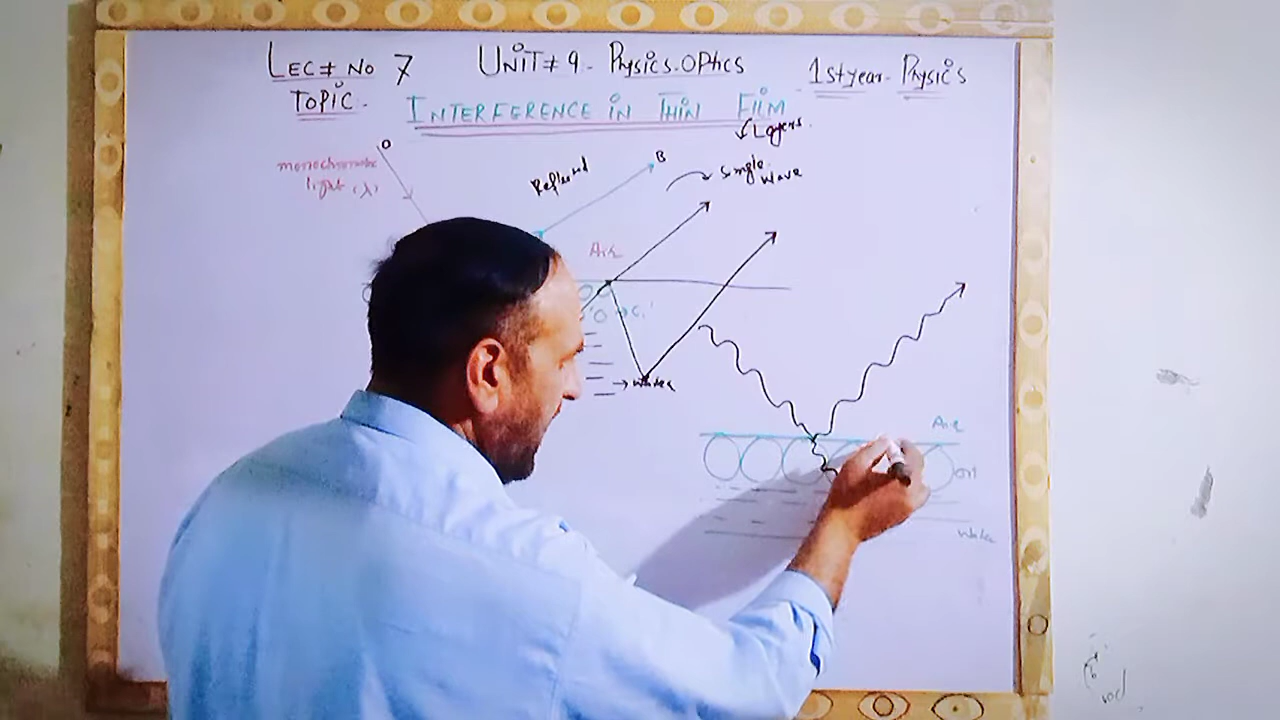 LEC # NO 7 UNIT # 9 - PHYSICS-OPTICS 1st year - Physics
TOPIC - INTERFERENCE IN THIN FILM
Layers.
O
monochromatic
light (λ)
Reflected
B
Single
Wave
Air
Water
Air
oil
Water